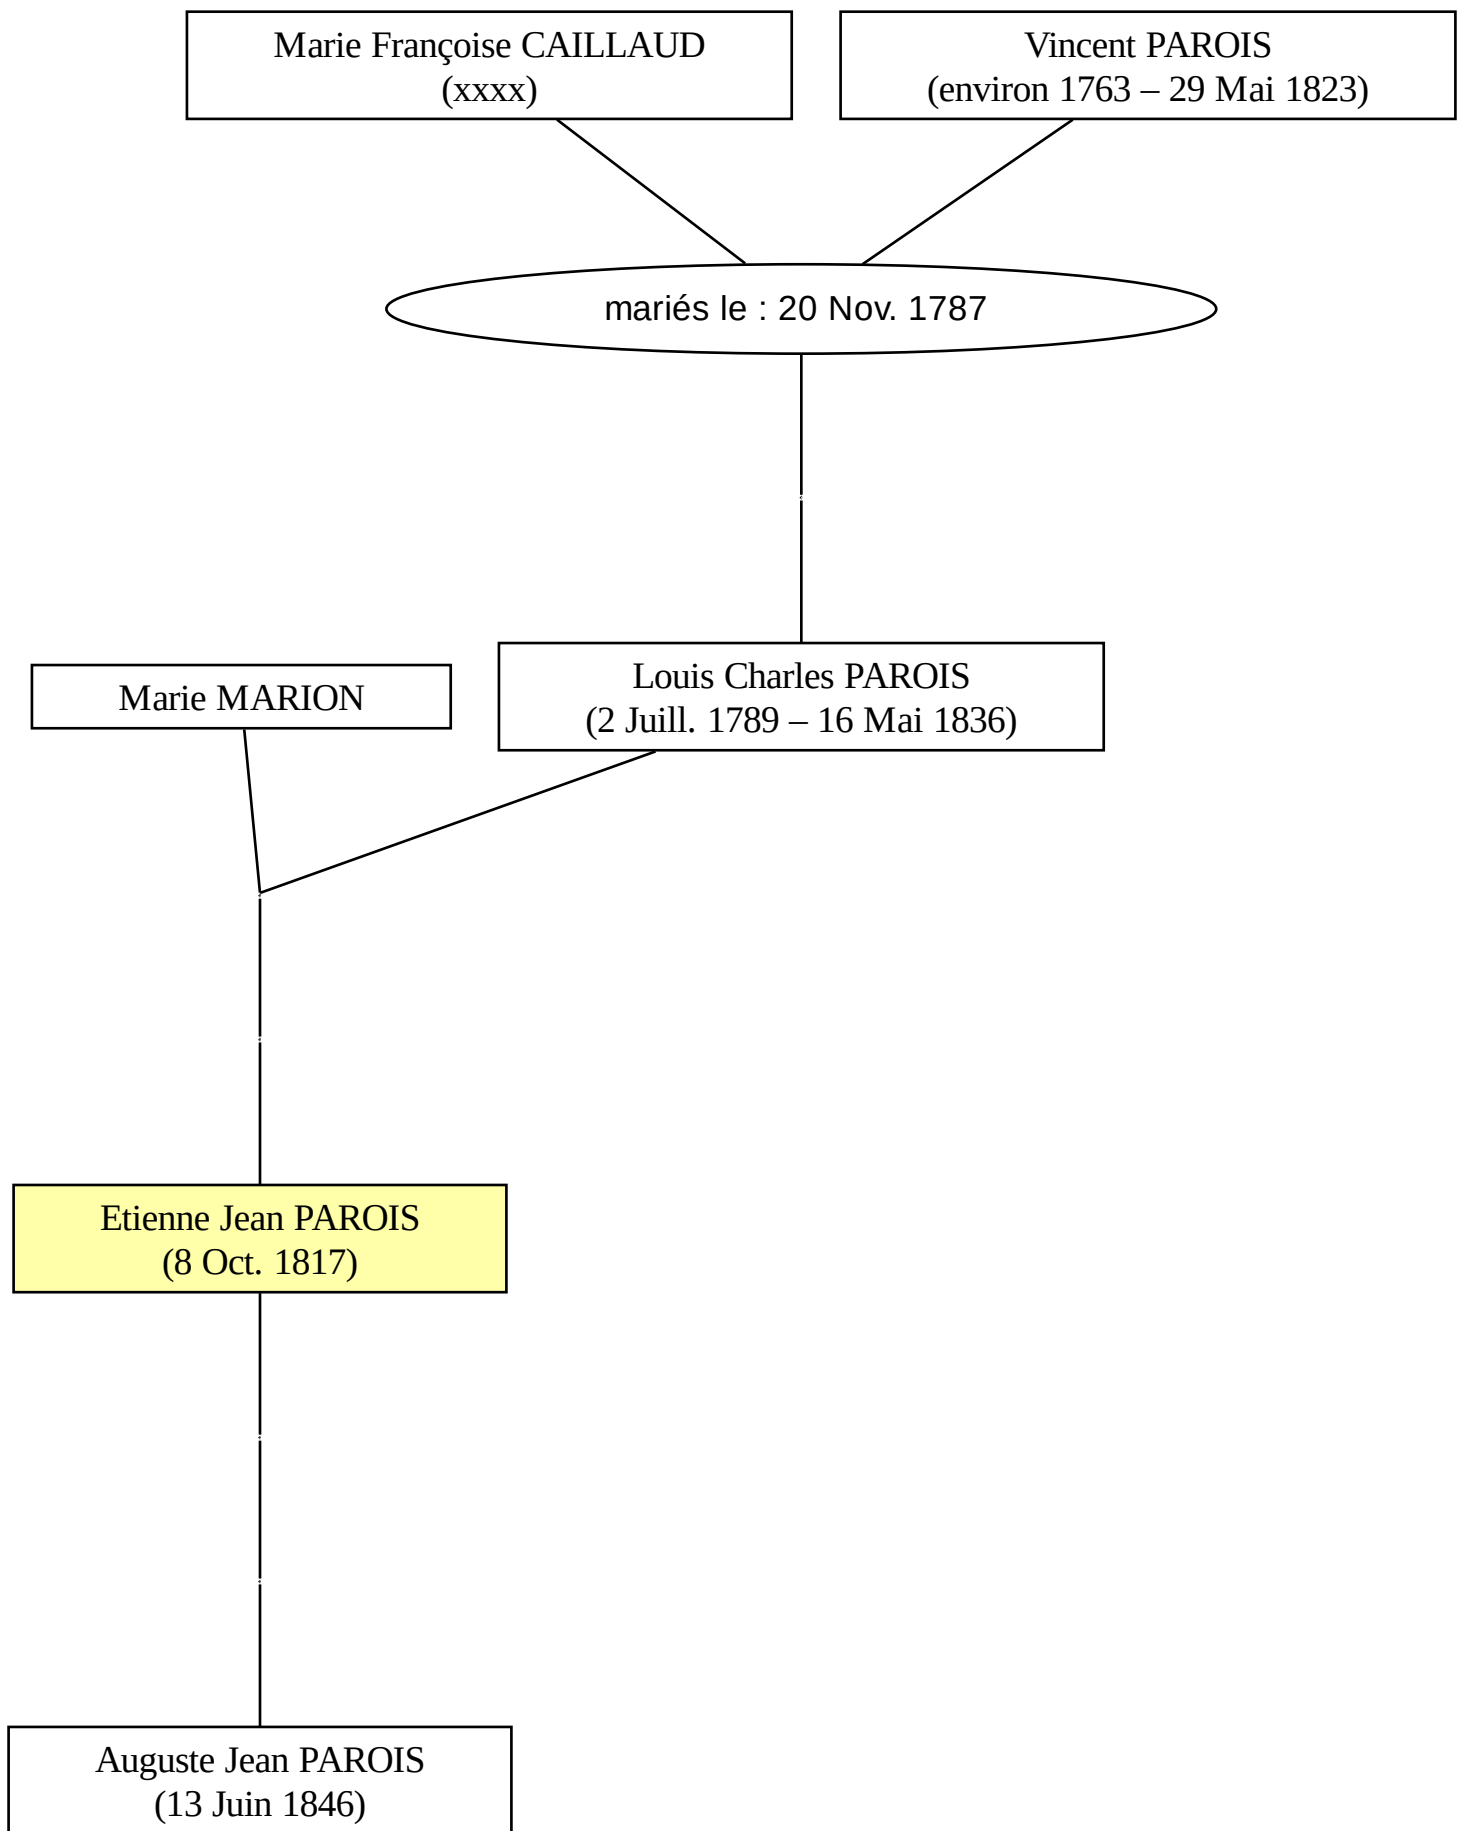 Marie Françoise CAILLAUD
(xxxx)
Vincent PAROIS
(environ 1763 – 29 Mai 1823)
mariés le : 20 Nov. 1787
Marie MARION
Louis Charles PAROIS
(2 Juill. 1789 – 16 Mai 1836)
Etienne Jean PAROIS
(8 Oct. 1817)
Auguste Jean PAROIS
(13 Juin 1846)